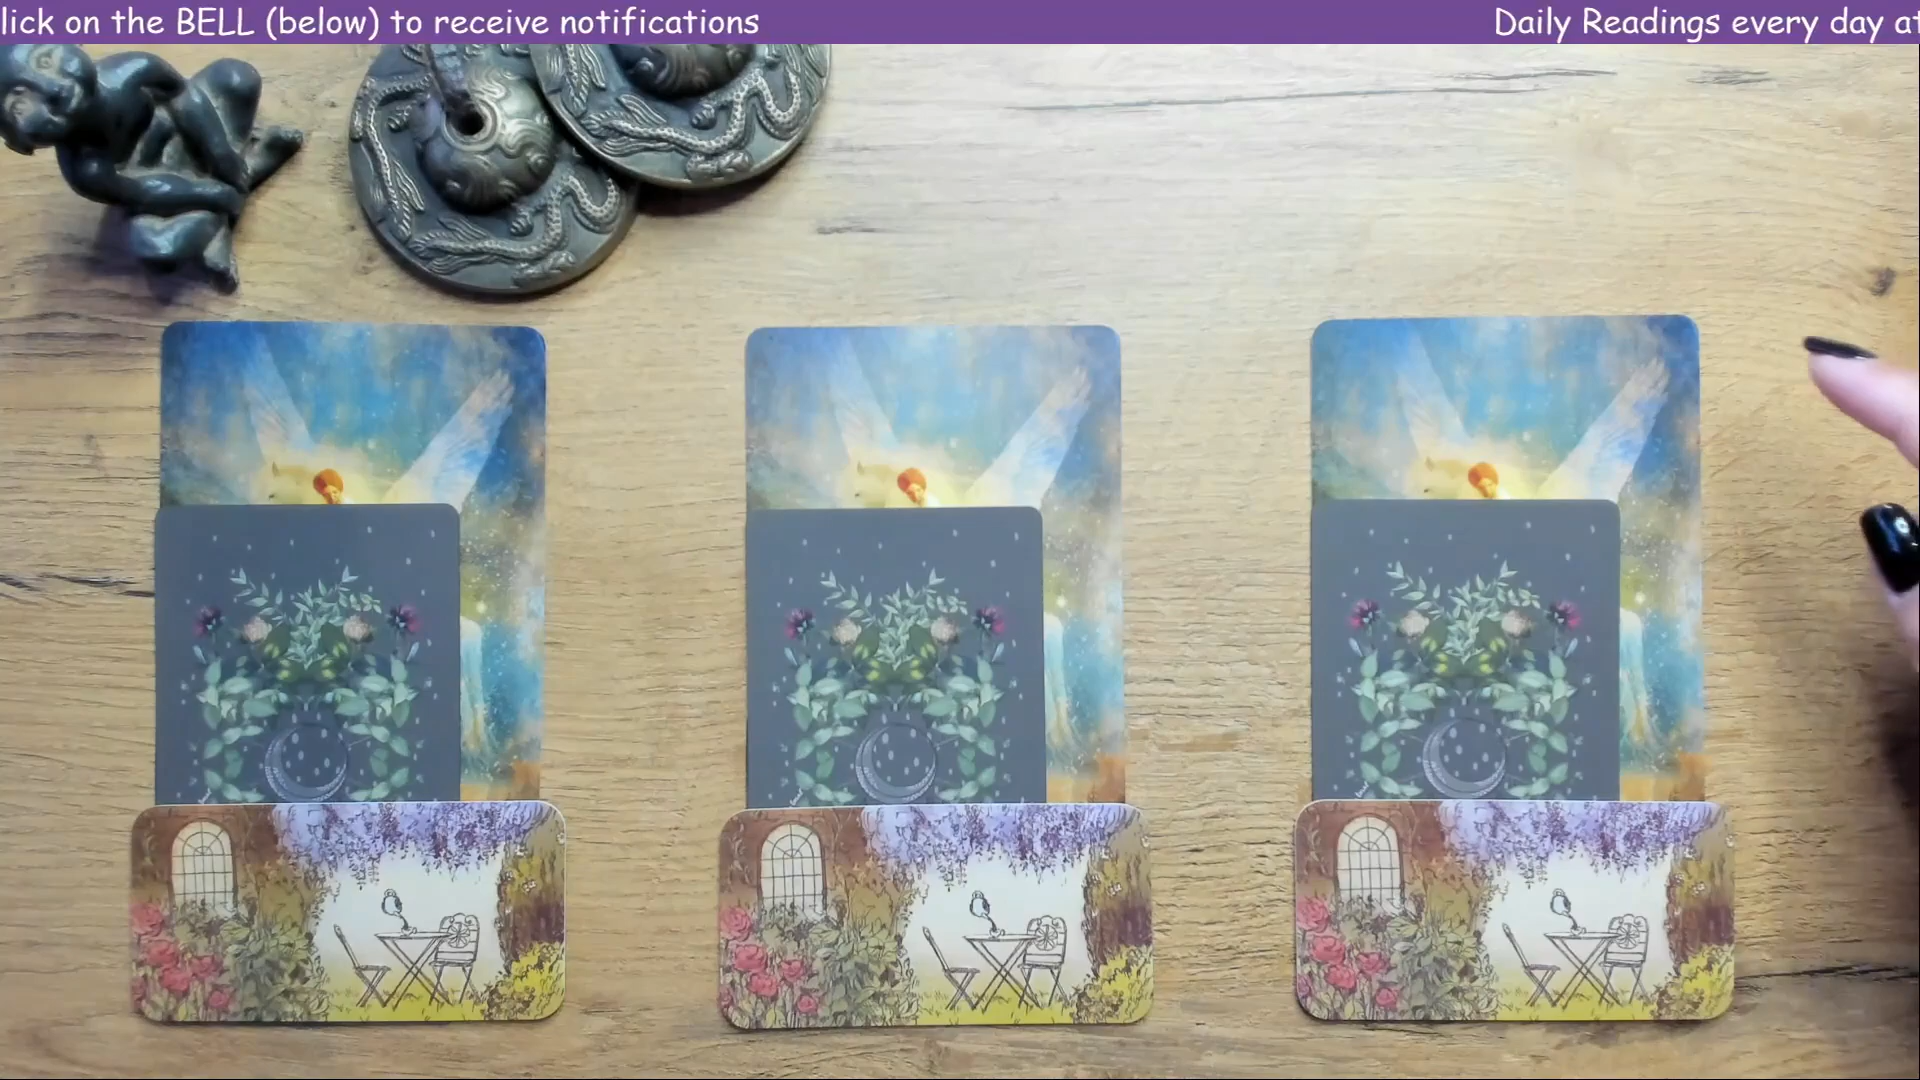 lick on the BELL (below) to receive notifications
Daily Readings every day at